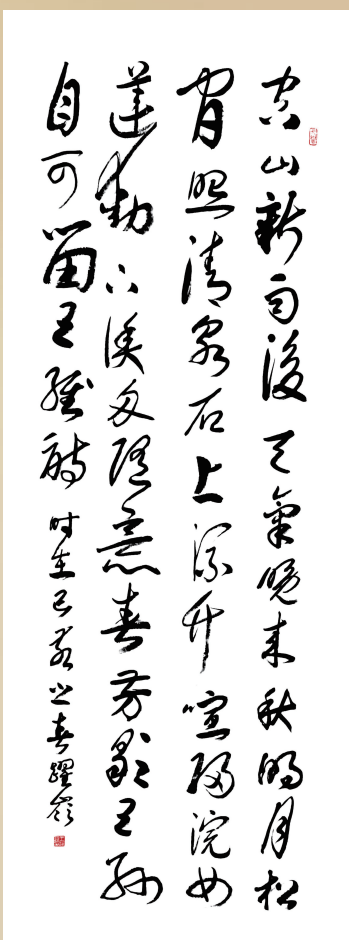 空山新雨後天氣晚來秋明月松
間照清泉石上流竹喧歸浣女
蓮動下漁舟隨意春芳歇王孫
自可留王維詩 時在己亥之春嶺